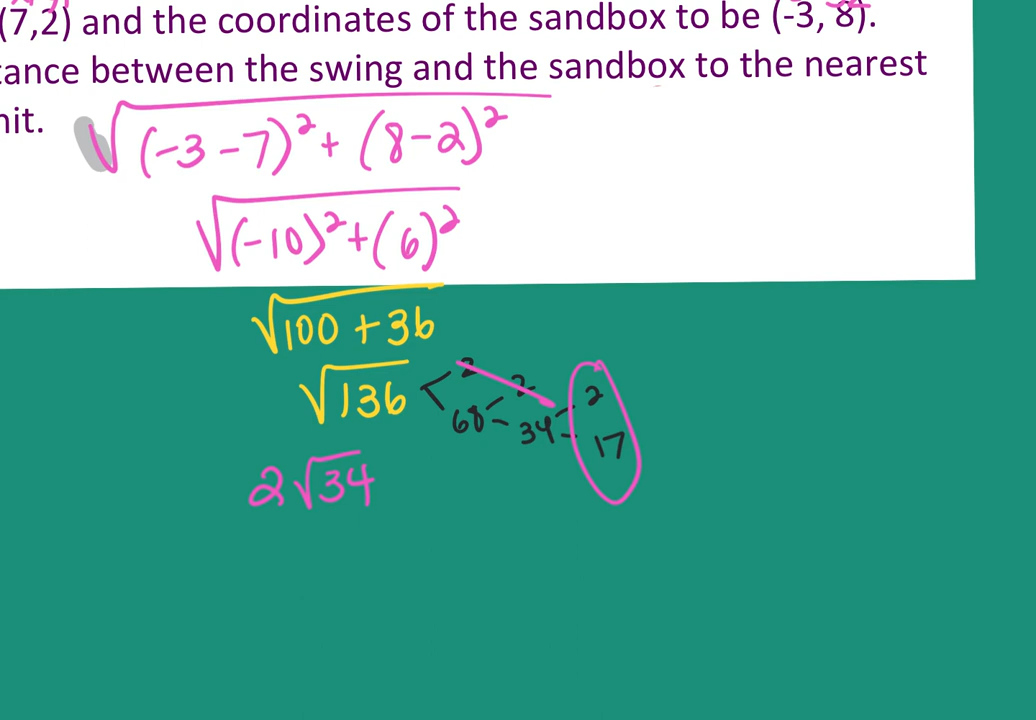 (7,2) and the coordinates of the sandbox to be (-3, 8).
tance between the swing and the sandbox to the nearest
nit.
√(-3-7)²+(8-2)²
√(-10)²+(6)²
√100+36
√136 < 2
68 < 2
34 < 2
17
2√34